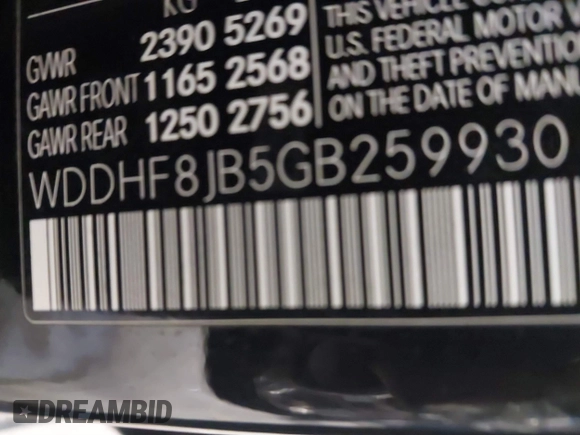 KG
GVWR 2390 5269
GAWR FRONT 1165 2568
GAWR REAR 1250 2756
THIS VEHICLE
U.S. FEDERAL MOTOR
AND THEFT PREVENTION
ON THE DATE OF MANU
WDDHF8JB5GB259930
DREAMBID